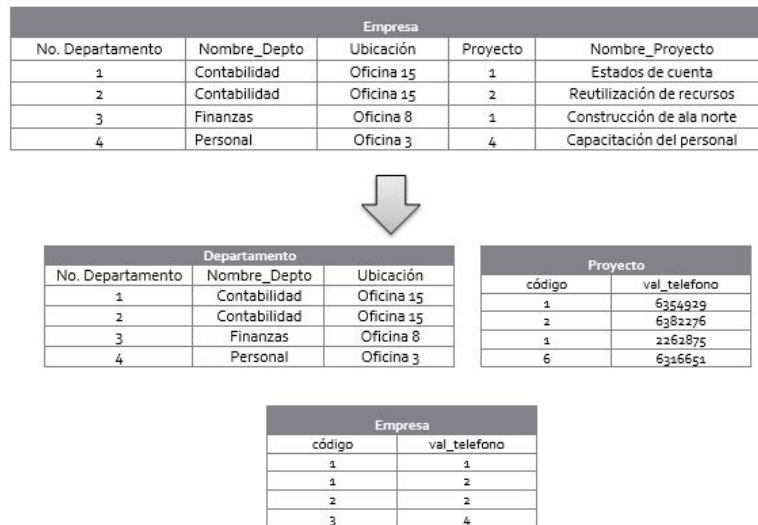 Empresa
No. Departamento Nombre_Depto Ubicación Proyecto Nombre_Proyecto
1 Contabilidad Oficina 15 1 Estados de cuenta
2 Contabilidad Oficina 15 2 Reutilización de recursos
3 Finanzas Oficina 8 1 Construcción de ala norte
4 Personal Oficina 3 4 Capacitación del personal
Departamento
No. Departamento Nombre_Depto Ubicación
1 Contabilidad Oficina 15
2 Contabilidad Oficina 15
3 Finanzas Oficina 8
4 Personal Oficina 3
Proyecto
código val_telefono
1 6354929
2 6382276
1 2262875
6 6316651
Empresa
código val_telefono
1 1
1 2
2 2
3 4